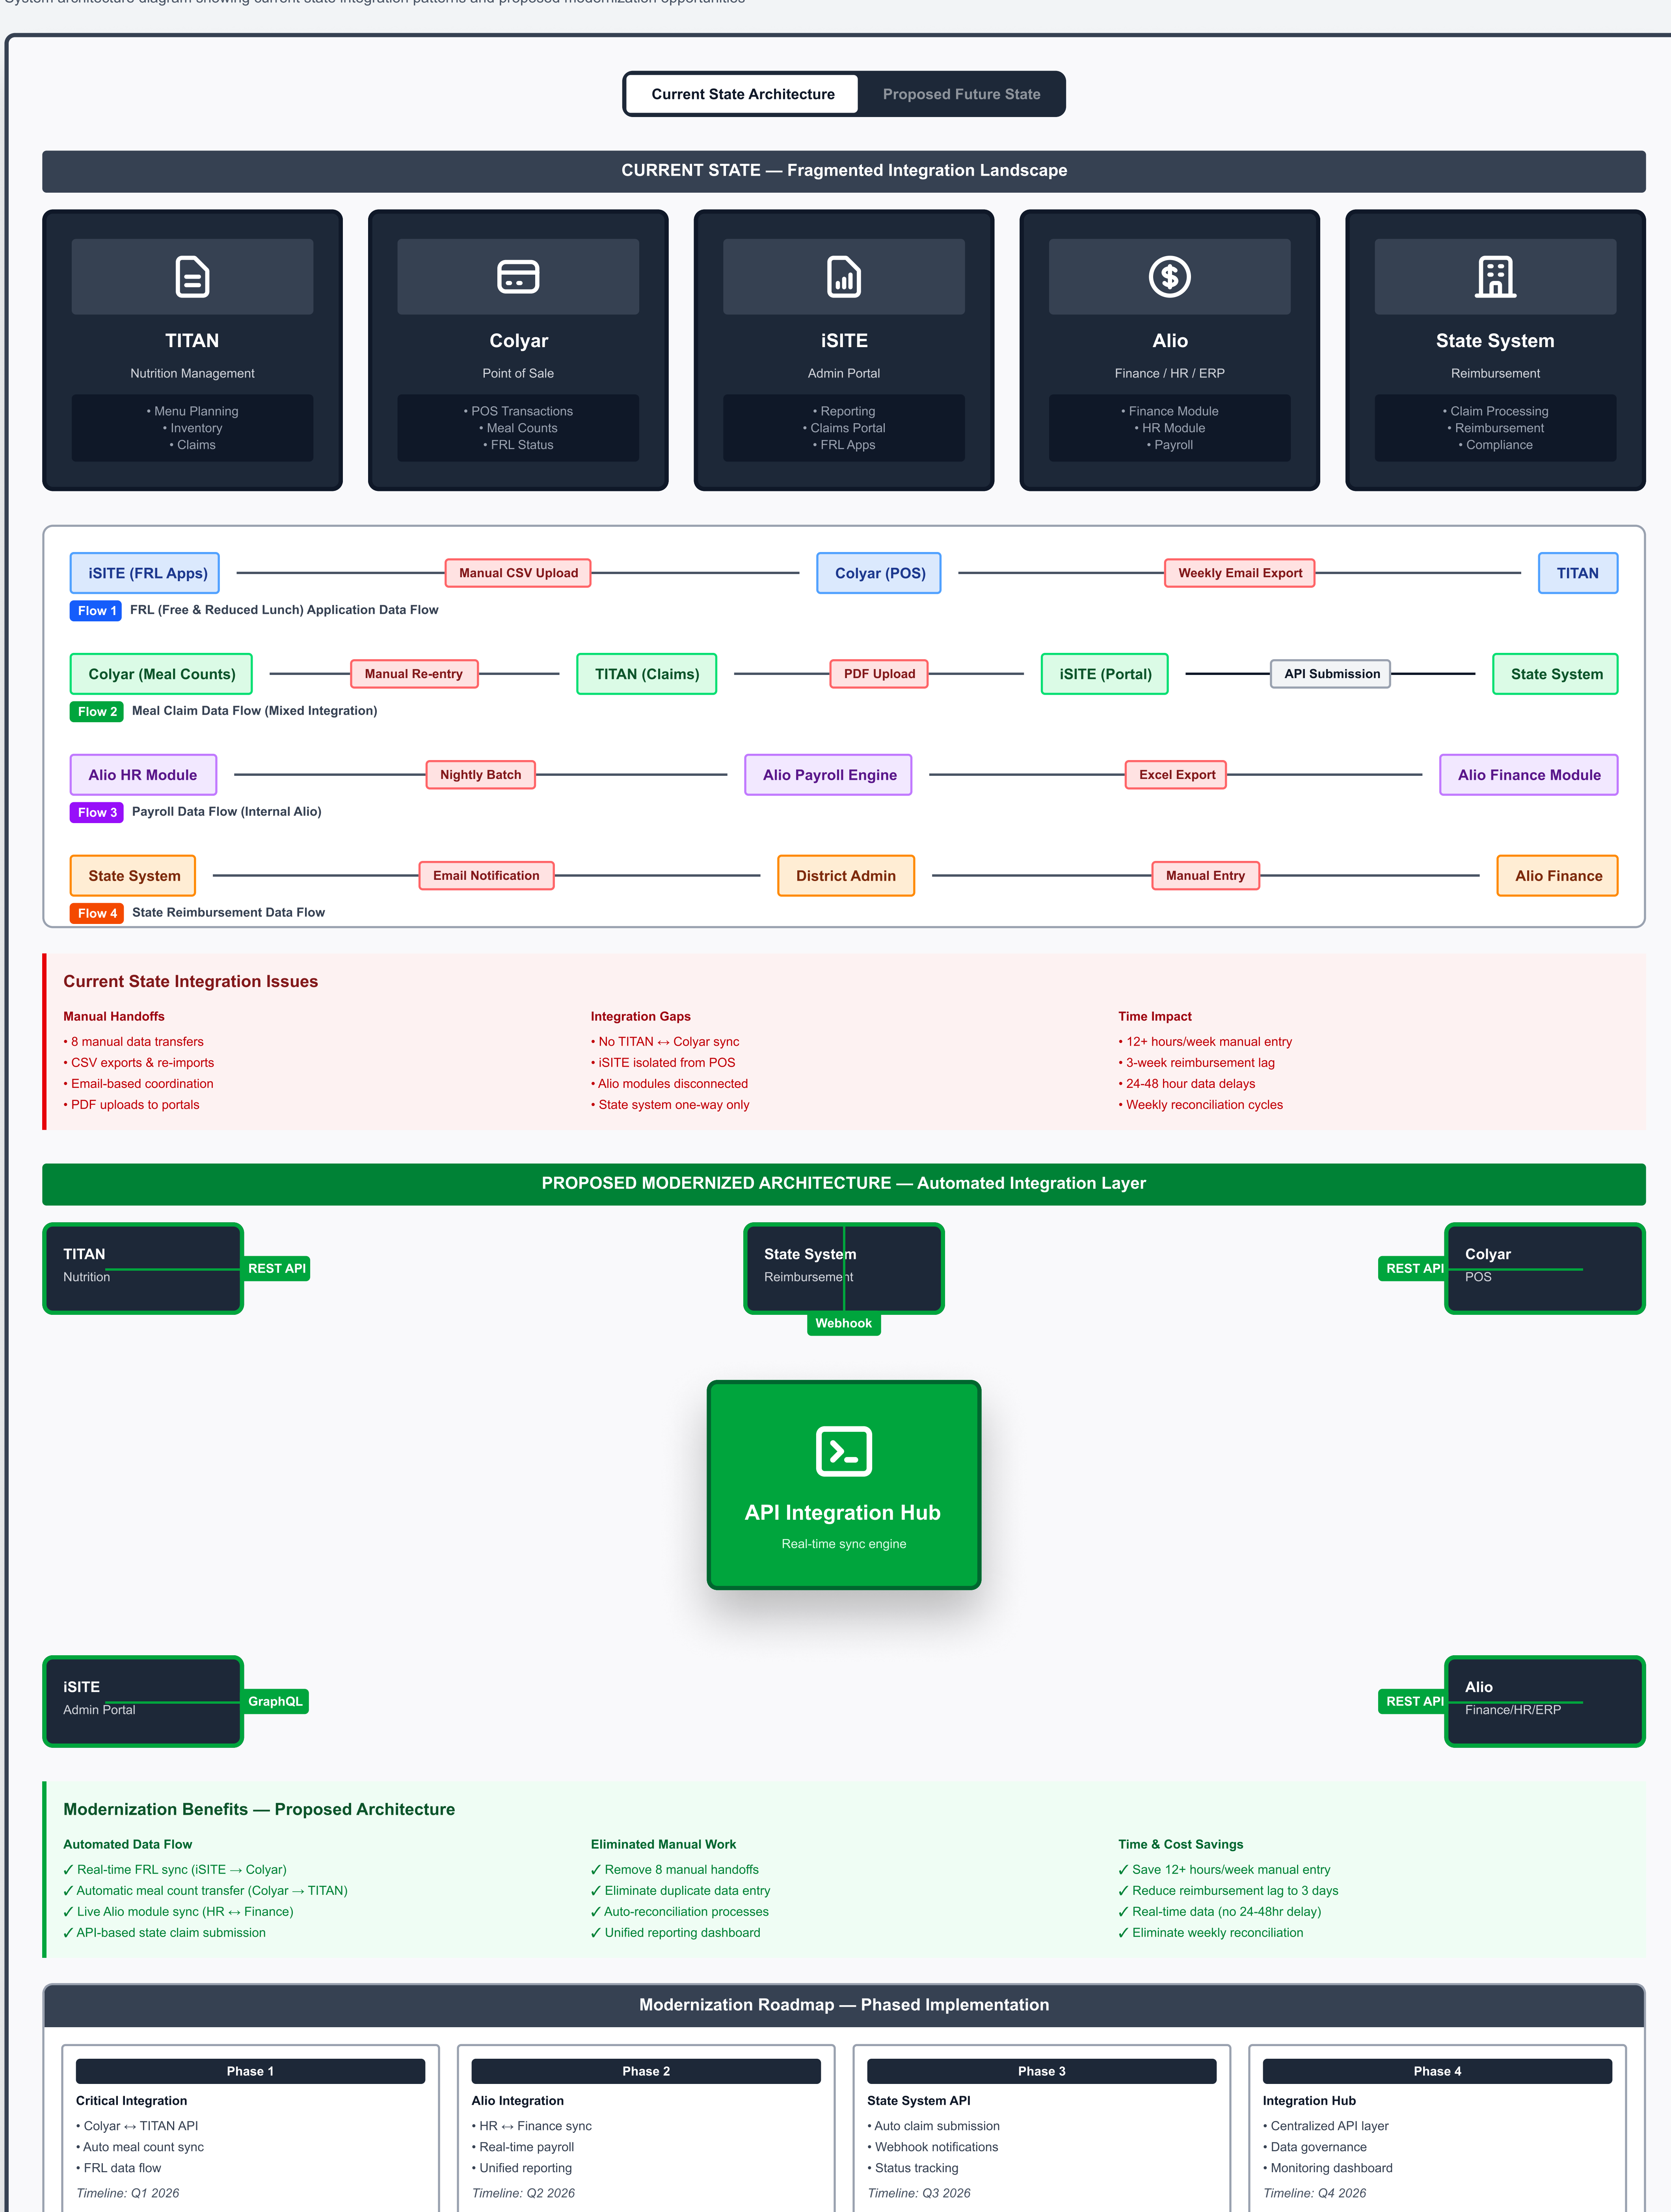 System architecture diagram showing current state integration patterns and proposed modernization opportunities
Current State Architecture
Proposed Future State
CURRENT STATE — Fragmented Integration Landscape
TITAN
Nutrition Management
• Menu Planning
• Inventory
• Claims
Colyar
Point of Sale
• POS Transactions
• Meal Counts
• FRL Status
iSITE
Admin Portal
• Reporting
• Claims Portal
• FRL Apps
Alio
Finance / HR / ERP
• Finance Module
• HR Module
• Payroll
State System
Reimbursement
• Claim Processing
• Reimbursement
• Compliance
iSITE (FRL Apps)
Manual CSV Upload
Colyar (POS)
Weekly Email Export
TITAN
Flow 1 FRL (Free & Reduced Lunch) Application Data Flow
Colyar (Meal Counts)
Manual Re-entry
TITAN (Claims)
PDF Upload
iSITE (Portal)
API Submission
State System
Flow 2 Meal Claim Data Flow (Mixed Integration)
Alio HR Module
Nightly Batch
Alio Payroll Engine
Excel Export
Alio Finance Module
Flow 3 Payroll Data Flow (Internal Alio)
State System
Email Notification
District Admin
Manual Entry
Alio Finance
Flow 4 State Reimbursement Data Flow
Current State Integration Issues
Manual Handoffs
• 8 manual data transfers
• CSV exports & re-imports
• Email-based coordination
• PDF uploads to portals
Integration Gaps
• No TITAN ↔ Colyar sync
• iSITE isolated from POS
• Alio modules disconnected
• State system one-way only
Time Impact
• 12+ hours/week manual entry
• 3-week reimbursement lag
• 24-48 hour data delays
• Weekly reconciliation cycles
PROPOSED MODERNIZED ARCHITECTURE — Automated Integration Layer
TITAN
Nutrition
REST API
State System
Reimbursement
Webhook
REST API
Colyar
POS
API Integration Hub
Real-time sync engine
iSITE
Admin Portal
GraphQL
REST API
Alio
Finance/HR/ERP
Modernization Benefits — Proposed Architecture
Automated Data Flow
✓ Real-time FRL sync (iSITE → Colyar)
✓ Automatic meal count transfer (Colyar → TITAN)
✓ Live Alio module sync (HR ↔ Finance)
✓ API-based state claim submission
Eliminated Manual Work
✓ Remove 8 manual handoffs
✓ Eliminate duplicate data entry
✓ Auto-reconciliation processes
✓ Unified reporting dashboard
Time & Cost Savings
✓ Save 12+ hours/week manual entry
✓ Reduce reimbursement lag to 3 days
✓ Real-time data (no 24-48hr delay)
✓ Eliminate weekly reconciliation
Modernization Roadmap — Phased Implementation
Phase 1
Critical Integration
• Colyar ↔ TITAN API
• Auto meal count sync
• FRL data flow
Timeline: Q1 2026
Phase 2
Alio Integration
• HR ↔ Finance sync
• Real-time payroll
• Unified reporting
Timeline: Q2 2026
Phase 3
State System API
• Auto claim submission
• Webhook notifications
• Status tracking
Timeline: Q3 2026
Phase 4
Integration Hub
• Centralized API layer
• Data governance
• Monitoring dashboard
Timeline: Q4 2026